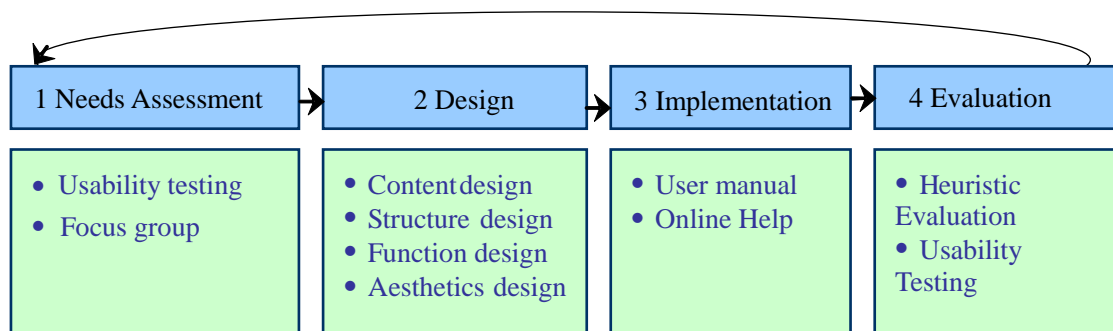 1 Needs Assessment
2 Design
3 Implementation
4 Evaluation
• Usability testing
• Focus group
• Content design
• Structure design
• Function design
• Aesthetics design
• User manual
• Online Help
• Heuristic
Evaluation
• Usability
Testing